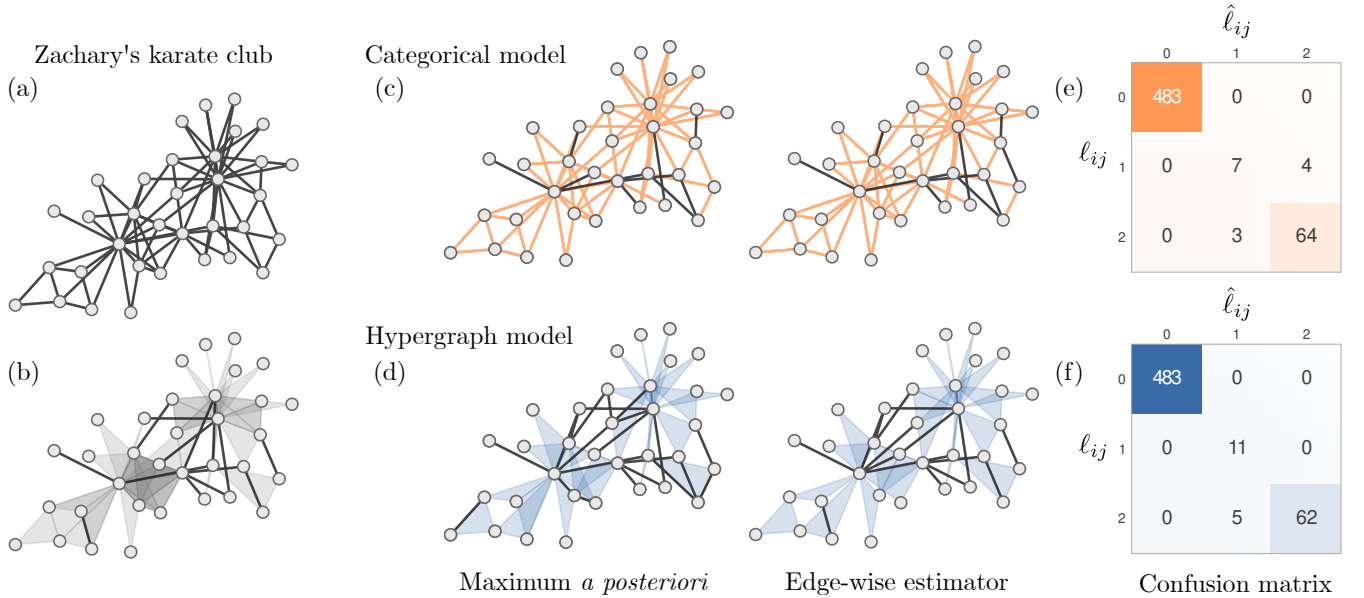 Zachary's karate club
Categorical model
(a)
(c)
(e)
ℓ̂ij
0 1 2
0 483 0 0
ℓij
1 0 7 4
2 0 3 64
Hypergraph model
(b)
(d)
(f)
ℓ̂ij
0 1 2
0 483 0 0
ℓij
1 0 11 0
2 0 5 62
Maximum a posteriori
Edge-wise estimator
Confusion matrix